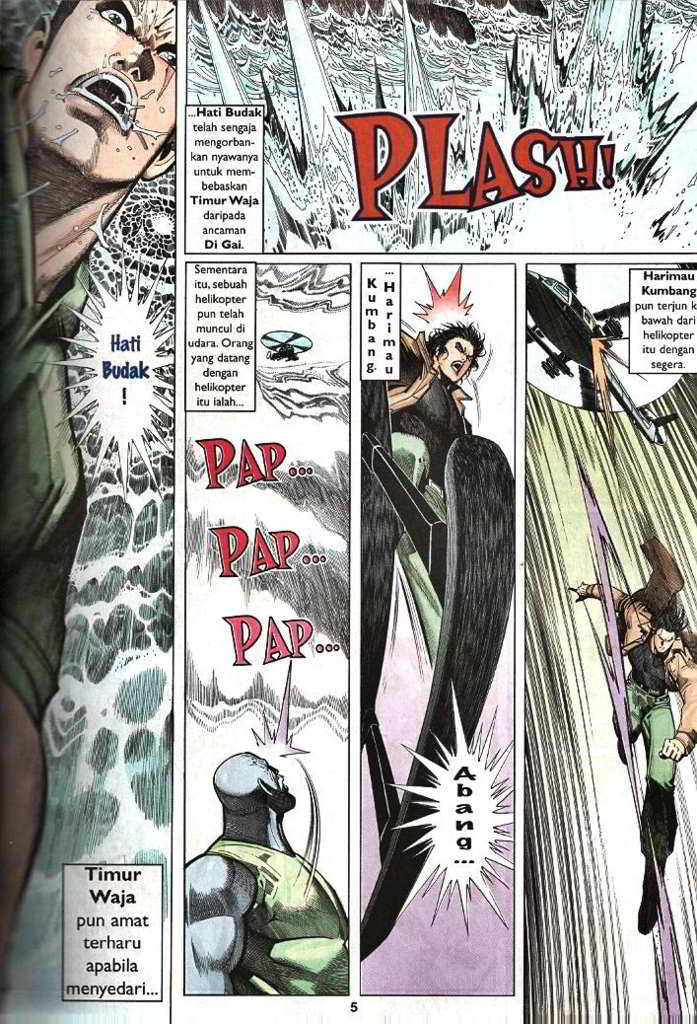 Hati
Budak
!
Timur
Waja
pun amat
terharu
apabila
menyedari...
...Hati Budak
telah sengaja
mengorban-
kan nyawanya
untuk mem-
bebaskan
Timur Waja
daripada
ancaman
Di Gai.
PLASH!
Sementara
itu, sebuah
helikopter
pun telah
muncul di
udara. Orang
yang datang
dengan
helikopter
itu ialah...
PAP...
PAP...
PAP...
...Harimau
Kumbang.
Abang...
Harimau
Kumbang
pun terjun k
bawah dari
helikopter
itu dengan
segera.
5